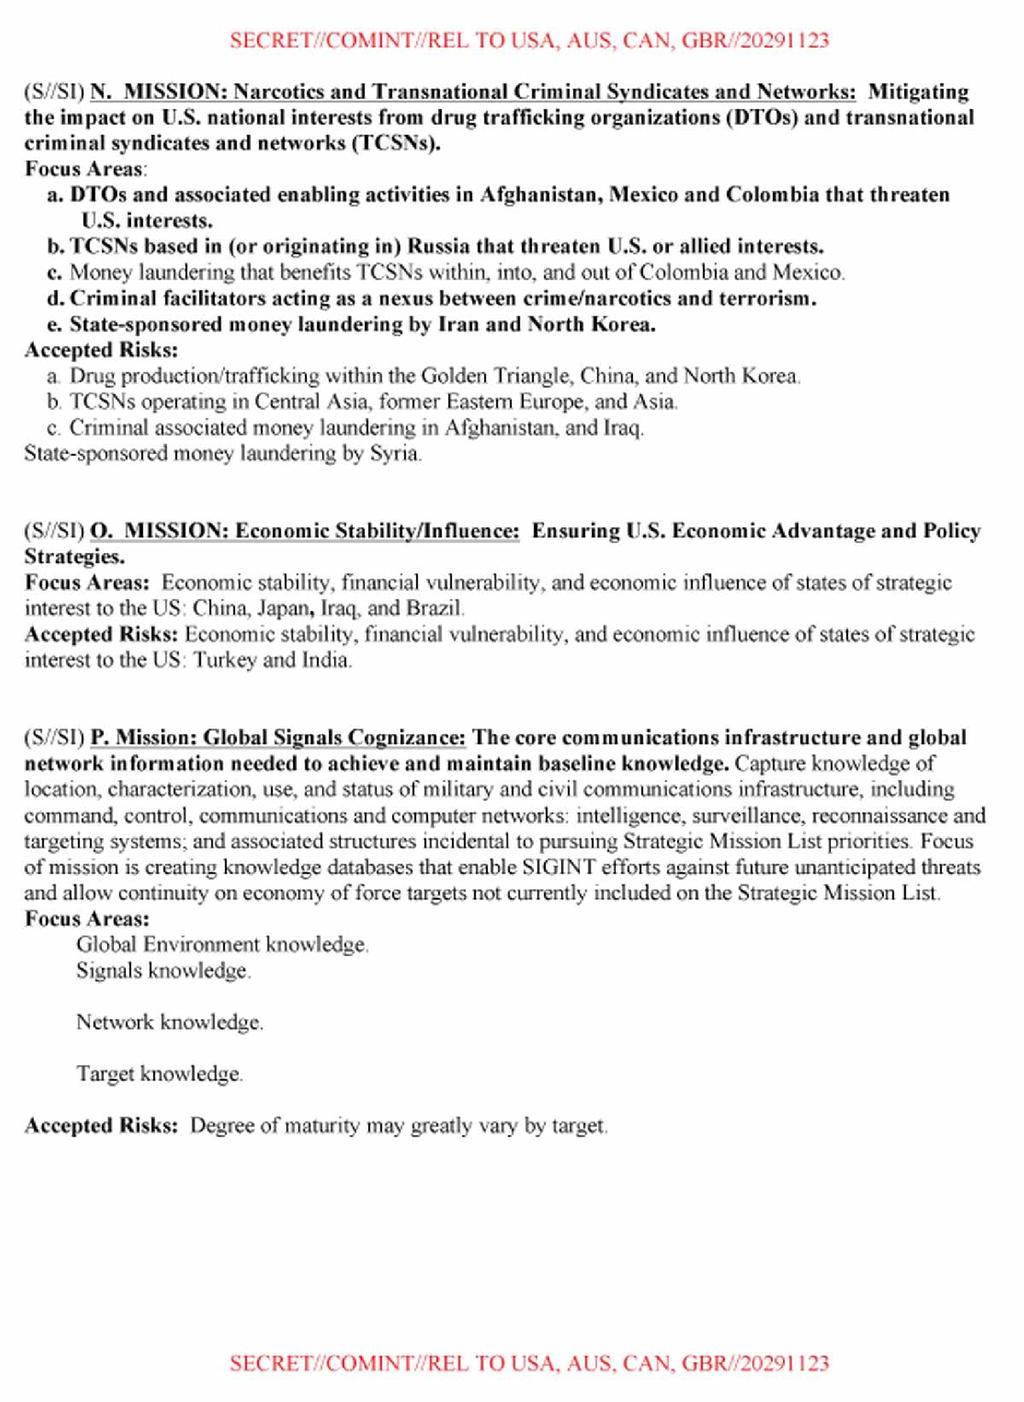 SECRET//COMINT//REL TO USA, AUS, CAN, GBR//20291123
(S//SI) N. MISSION: Narcotics and Transnational Criminal Syndicates and Networks: Mitigating
the impact on U.S. national interests from drug trafficking organizations (DTOs) and transnational
criminal syndicates and networks (TCSNs).
Focus Areas:
a. DTOs and associated enabling activities in Afghanistan, Mexico and Colombia that threaten
U.S. interests.
b. TCSNs based in (or originating in) Russia that threaten U.S. or allied interests.
c. Money laundering that benefits TCSNs within, into, and out of Colombia and Mexico.
d. Criminal facilitators acting as a nexus between crime/narcotics and terrorism.
e. State-sponsored money laundering by Iran and North Korea.
Accepted Risks:
a. Drug production/trafficking within the Golden Triangle, China, and North Korea.
b. TCSNs operating in Central Asia, former Eastern Europe, and Asia.
c. Criminal associated money laundering in Afghanistan, and Iraq.
State-sponsored money laundering by Syria.
(S//SI) O. MISSION: Economic Stability/Influence: Ensuring U.S. Economic Advantage and Policy
Strategies.
Focus Areas: Economic stability, financial vulnerability, and economic influence of states of strategic
interest to the US: China, Japan, Iraq, and Brazil.
Accepted Risks: Economic stability, financial vulnerability, and economic influence of states of strategic
interest to the US: Turkey and India.
(S//SI) P. Mission: Global Signals Cognizance: The core communications infrastructure and global
network information needed to achieve and maintain baseline knowledge. Capture knowledge of
location, characterization, use, and status of military and civil communications infrastructure, including
command, control, communications and computer networks: intelligence, surveillance, reconnaissance and
targeting systems; and associated structures incidental to pursuing Strategic Mission List priorities. Focus
of mission is creating knowledge databases that enable SIGINT efforts against future unanticipated threats
and allow continuity on economy of force targets not currently included on the Strategic Mission List.
Focus Areas:
Global Environment knowledge.
Signals knowledge.
Network knowledge.
Target knowledge.
Accepted Risks: Degree of maturity may greatly vary by target.
SECRET//COMINT//REL TO USA, AUS, CAN, GBR//20291123